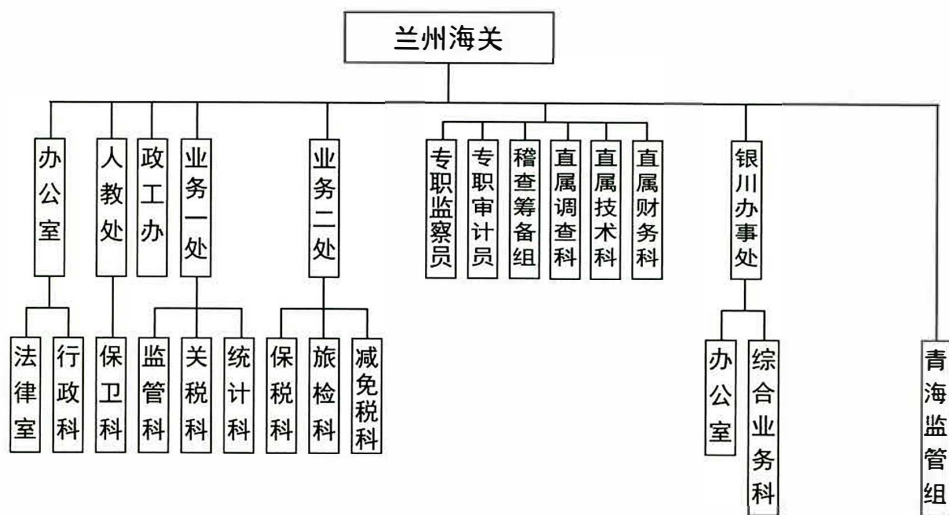 兰州海关
办公室
人教处
政工办
业务一处
业务二处
专职监察员
专职审计员
稽查筹备组
直属调查科
直属技术科
直属财务科
银川办事处
法律室
行政科
保卫科
监管科
关税科
统计科
保税科
旅检科
减免税科
办公室
综合业务科
青海监管组